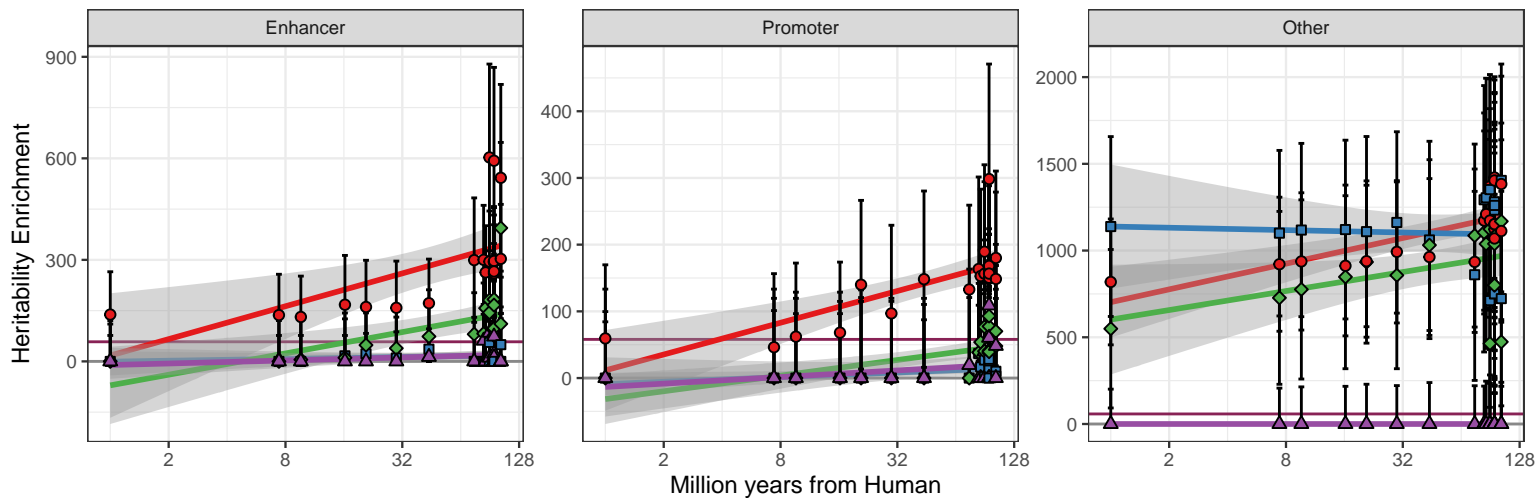 Enhancer Promoter Other
Heritability Enrichment
900
600
300
0
400
300
200
100
0
2000
1500
1000
500
0
2 8 32 128
2 8 32 128
2 8 32 128
Million years from Human